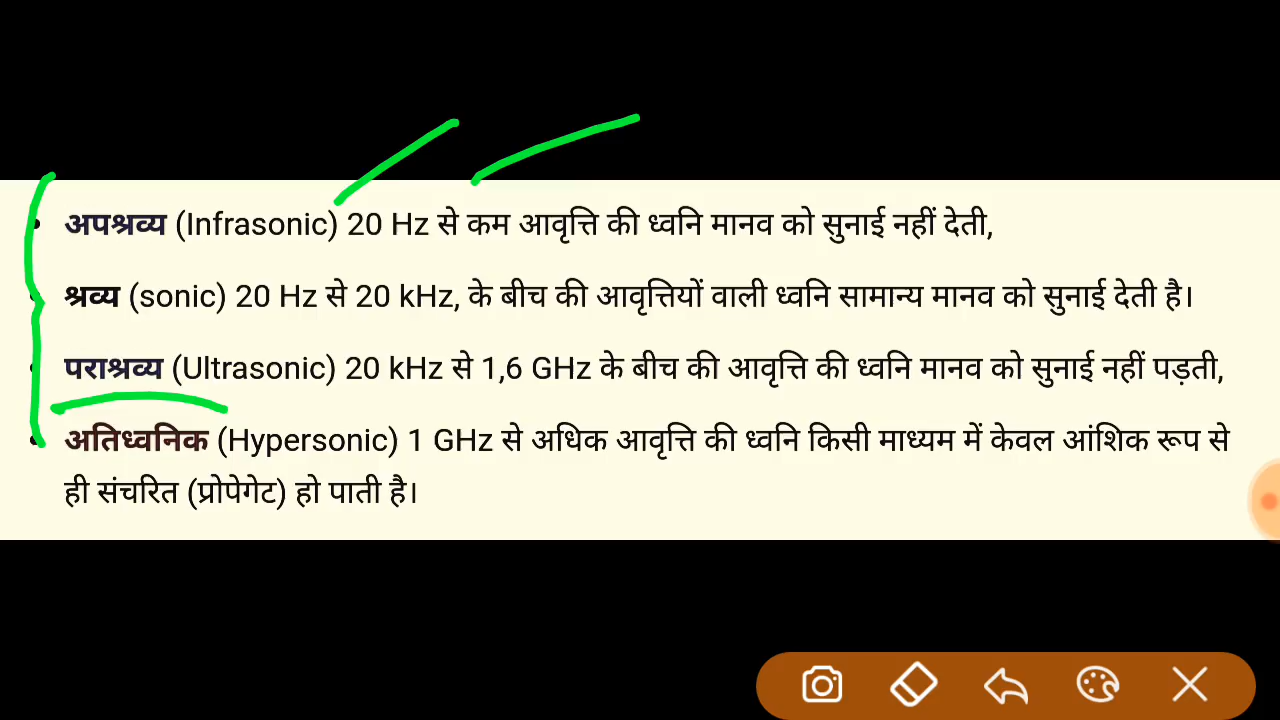 अपश्रव्य (Infrasonic) 20 Hz से कम आवृत्ति की ध्वनि मानव को सुनाई नहीं देती,
श्रव्य (sonic) 20 Hz से 20 kHz, के बीच की आवृत्तियों वाली ध्वनि सामान्य मानव को सुनाई देती है।
पराश्रव्य (Ultrasonic) 20 kHz से 1,6 GHz के बीच की आवृत्ति की ध्वनि मानव को सुनाई नहीं पड़ती,
अतिध्वनिक (Hypersonic) 1 GHz से अधिक आवृत्ति की ध्वनि किसी माध्यम में केवल आंशिक रूप से
ही संचरित (प्रोपेगेट) हो पाती है।